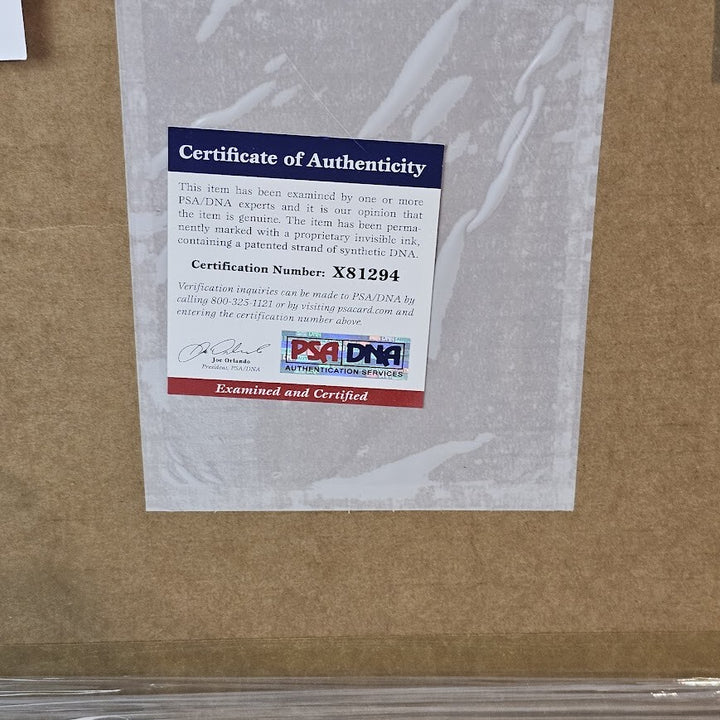 Certificate of Authenticity
This item has been examined by one or more
PSA/DNA experts and it is our opinion that
the item is genuine. The item has been perma-
nently marked with a proprietary invisible ink,
containing a patented strand of synthetic DNA.
Certification Number: X81294
Verification inquiries can be made to PSA/DNA by
calling 800-325-1121 or by visiting psacard.com and
entering the certification number above.
Joe Orlando
President, PSA/DNA
PSA DNA
AUTHENTICATION SERVICES
Examined and Certified